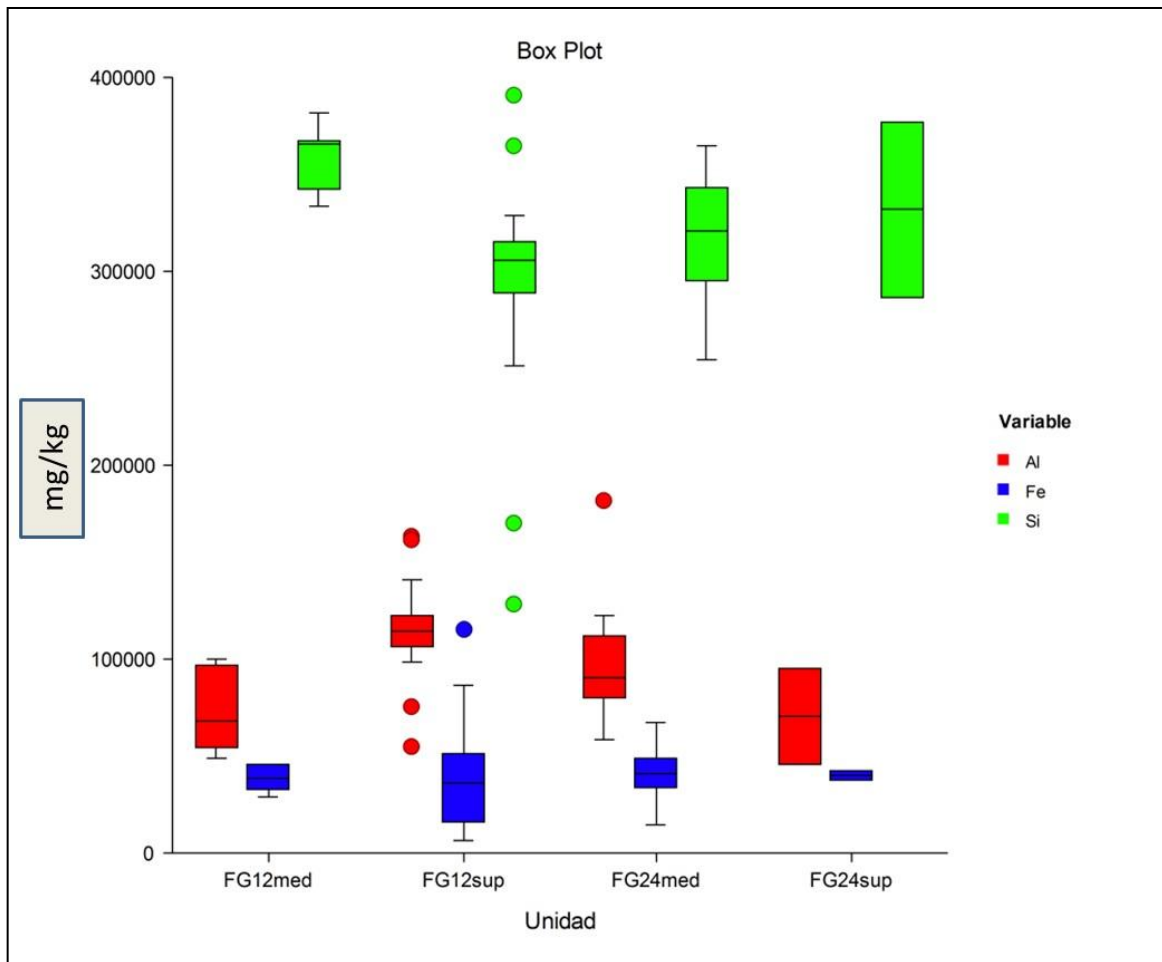 Box Plot
400000
300000
200000
100000
0
mg/kg
FG12med
FG12sup
FG24med
FG24sup
Unidad
Variable
Al
Fe
Si